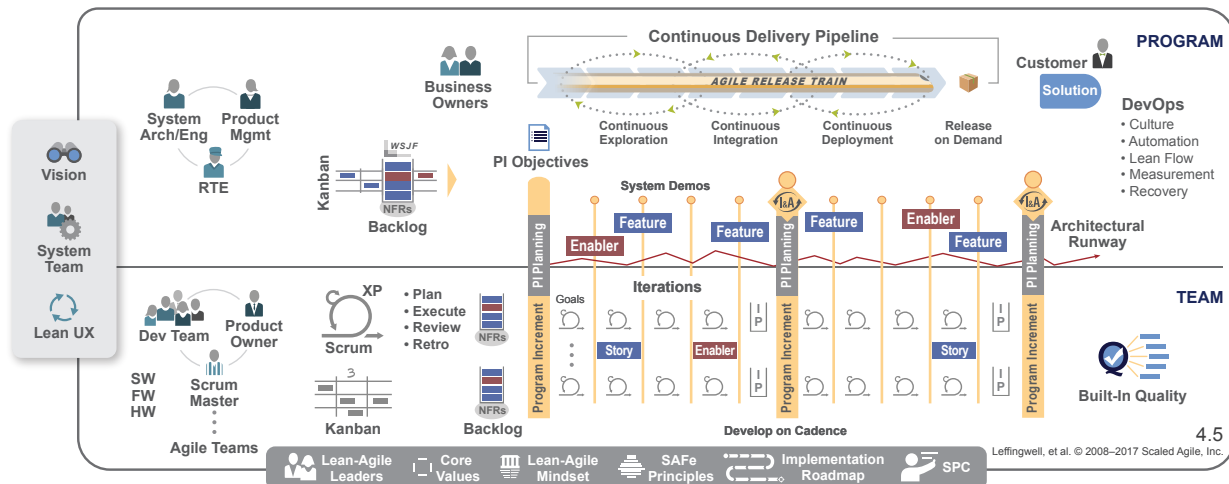 Continuous Delivery Pipeline
PROGRAM
Business
Owners
AGILE RELEASE TRAIN
Customer
Solution
System
Arch/Eng
Product
Mgmt
RTE
Continuous
Exploration
Continuous
Integration
Continuous
Deployment
Release
on Demand
DevOps
• Culture
• Automation
• Lean Flow
• Measurement
• Recovery
Vision
System
Team
Lean UX
Kanban
WSJF
NFRs
Backlog
PI Objectives
System Demos
I&A
I&A
PI Planning
Enabler
Feature
Feature
PI Planning
Feature
Enabler
Feature
PI Planning
Architectural
Runway
TEAM
Dev Team
Product
Owner
Scrum
Master
SW
FW
HW
Agile Teams
XP
Scrum
• Plan
• Execute
• Review
• Retro
3
Kanban
NFRs
NFRs
Backlog
Program Increment
Goals
Iterations
I
P
Story
Enabler
I
P
Program Increment
I
P
Story
I
P
Program Increment
Develop on Cadence
Built-In Quality
4.5
Leffingwell, et al. © 2008–2017 Scaled Agile, Inc.
Lean-Agile
Leaders
Core
Values
Lean-Agile
Mindset
SAFe
Principles
Implementation
Roadmap
SPC